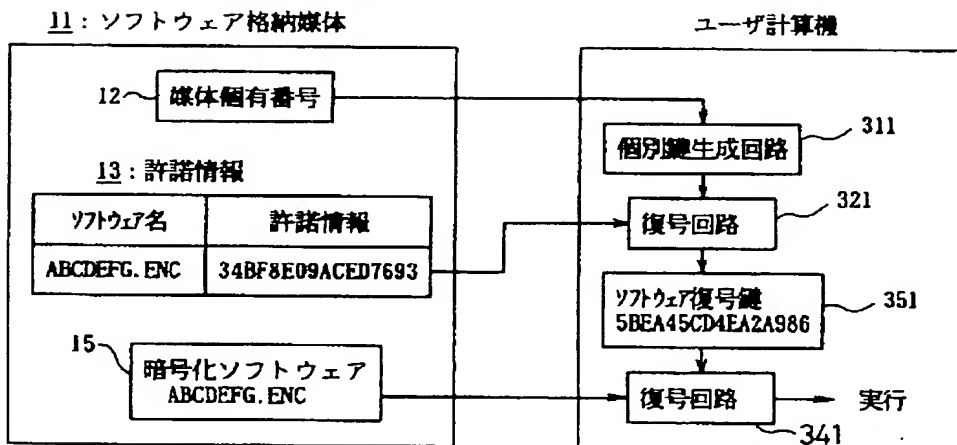 11：ソフトウェア格納媒体
ユーザ計算機
12
媒体個有番号
311
個別鍵生成回路
13：許諾情報
321
ソフトウェア名
許諾情報
復号回路
ABCDEFG.ENC
34BF8E09ACED7693
351
ソフトウェア復号鍵
5BEA45CD4EA2A986
15
暗号化ソフトウェア
ABCDEFG.ENC
復号回路
実行
341